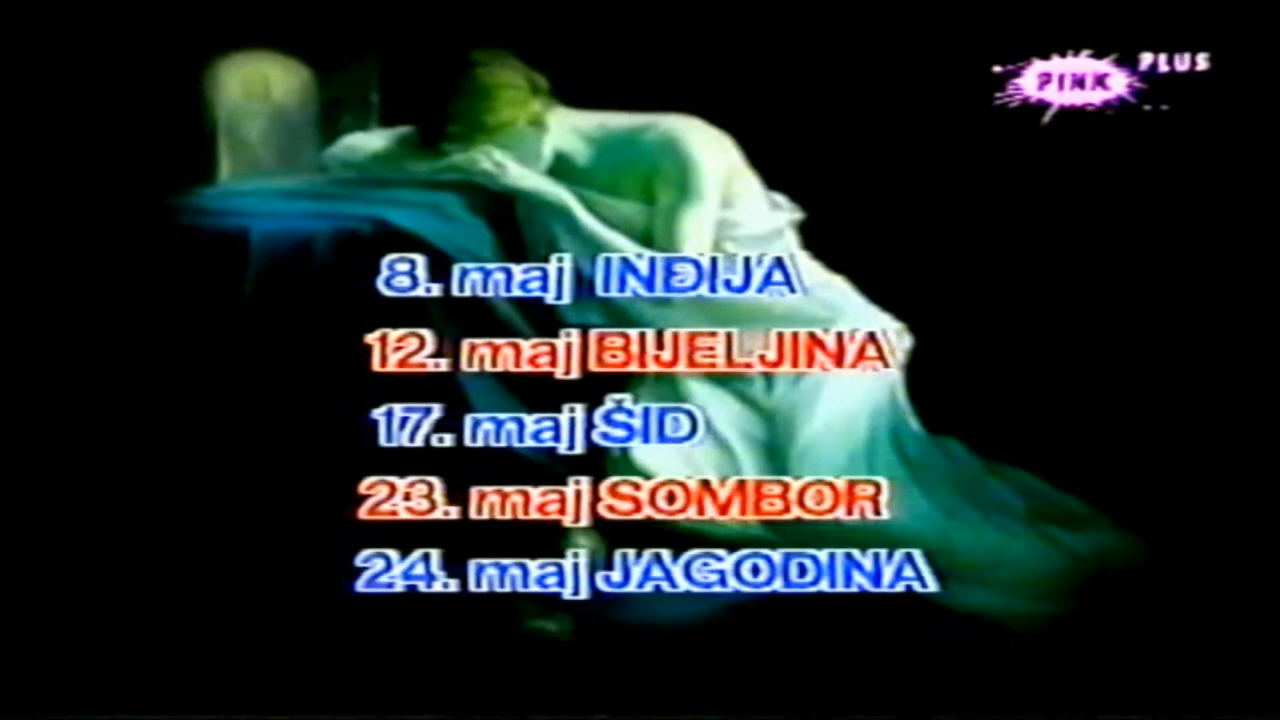 PINK PLUS
8. maj INĐIJA
12. maj BIJELJINA
17. maj ŠID
23. maj SOMBOR
24. maj JAGODINA